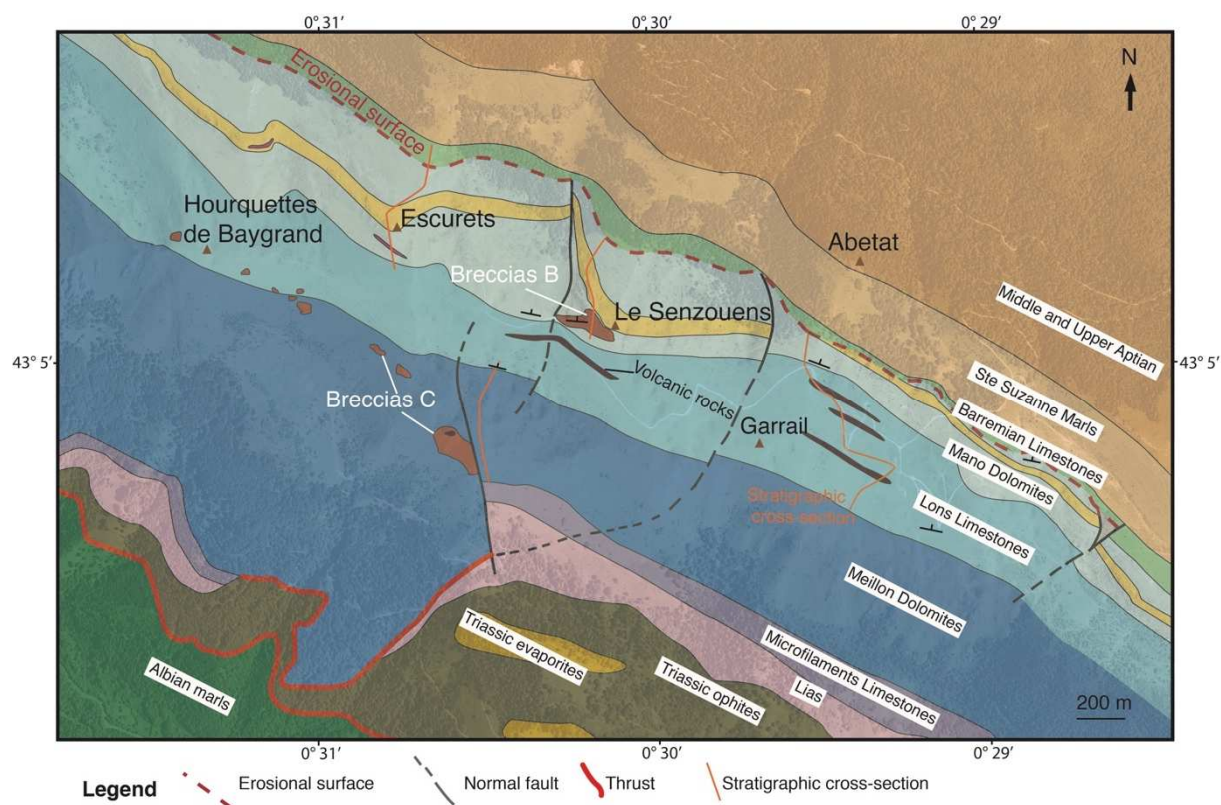 0° 31′
0° 30′
0° 29′
N
Erosional surface
Hourquettes
de Baygrand
Escurets
Abetat
Breccias B
Le Senzouens
Middle and Upper Aptian
43° 5′
43° 5′
Volcanic rocks
Ste Suzanne Marls
Breccias C
Garrail
Barremian Limestones
Mano Dolomites
Stratigraphic
cross-section
Lons Limestones
Meillon Dolomites
Triassic evaporites
Microfilaments Limestones
Albian marls
Triassic ophites
Lias
200 m
0° 31′
0° 30′
0° 29′
Legend
Erosional surface
Normal fault
Thrust
Stratigraphic cross-section